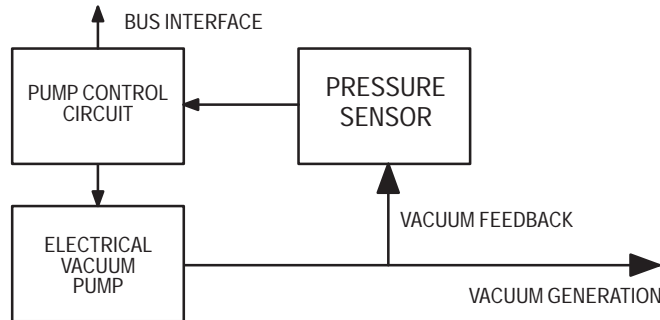 BUS INTERFACE
PUMP CONTROL
CIRCUIT
PRESSURE
SENSOR
VACUUM FEEDBACK
ELECTRICAL
VACUUM
PUMP
VACUUM GENERATION